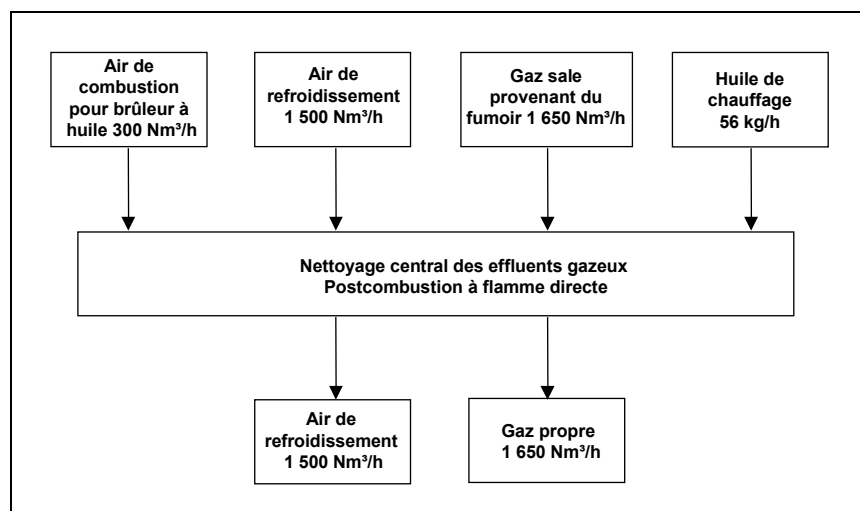 Air de
combustion
pour brûleur à
huile 300 Nm³/h
Air de
refroidissement
1 500 Nm³/h
Gaz sale
provenant du
fumoir 1 650 Nm³/h
Huile de
chauffage
56 kg/h
Nettoyage central des effluents gazeux
Postcombustion à flamme directe
Air de
refroidissement
1 500 Nm³/h
Gaz propre
1 650 Nm³/h